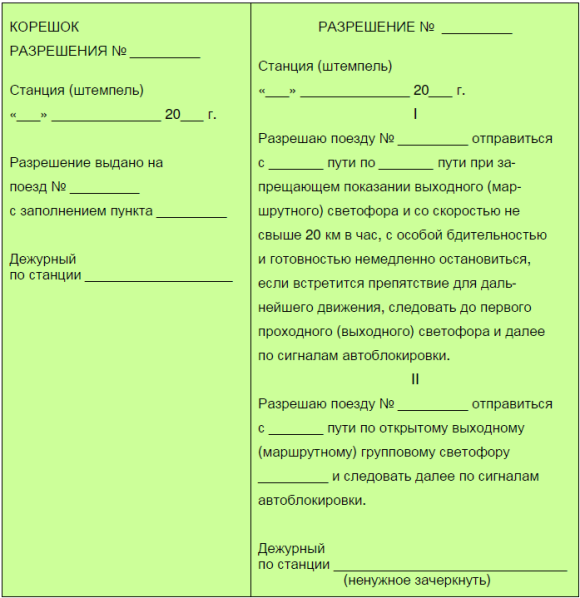 КОРЕШОК
РАЗРЕШЕНИЯ № _________
Станция (штемпель)
«___» ______________ 20___ г.
Разрешение выдано на
поезд № _________
с заполнением пункта _________
Дежурный
по станции ___________________
РАЗРЕШЕНИЕ № _________
Станция (штемпель)
«___» ______________ 20___ г.
I
Разрешаю поезду № _________ отправиться
с _______ пути по _______ пути при за-
прещающем показании выходного (мар-
шрутного) светофора и со скоростью не
свыше 20 км в час, с особой бдительностью
и готовностью немедленно остановиться,
если встретится препятствие для даль-
нейшего движения, следовать до первого
проходного (выходного) светофора и далее
по сигналам автоблокировки.
II
Разрешаю поезду № _________ отправиться
с _______ пути по открытому выходному
(маршрутному) групповому светофору
_________ и следовать далее по сигналам
автоблокировки.
Дежурный
по станции ______________________________
(ненужное зачеркнуть)